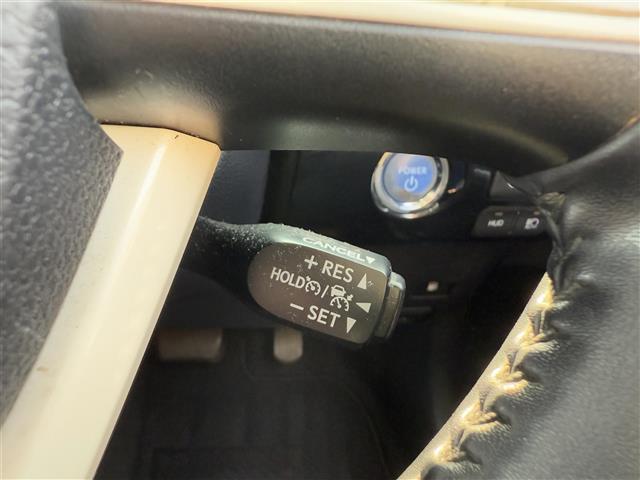 POWER
HUD
CANCEL▼
+ RES ▲
HOLD /
− SET ▼